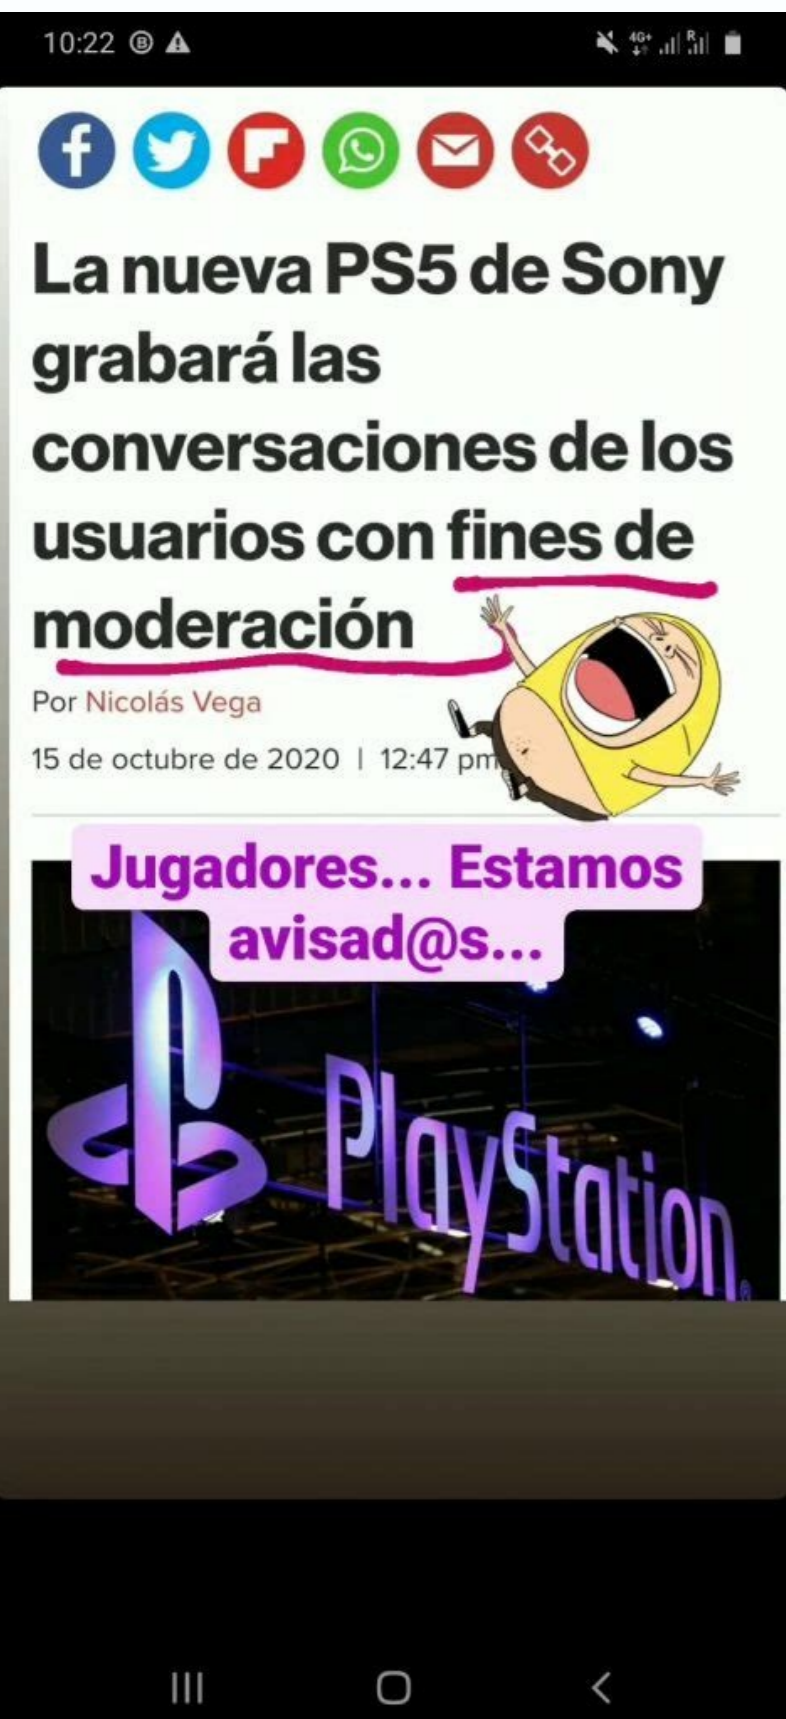 10:22
4G+
R
La nueva PS5 de Sony
grabará las
conversaciones de los
usuarios con fines de
moderación
Por Nicolás Vega
15 de octubre de 2020 | 12:47 pm
Jugadores... Estamos
avisad@s...
PlayStation®